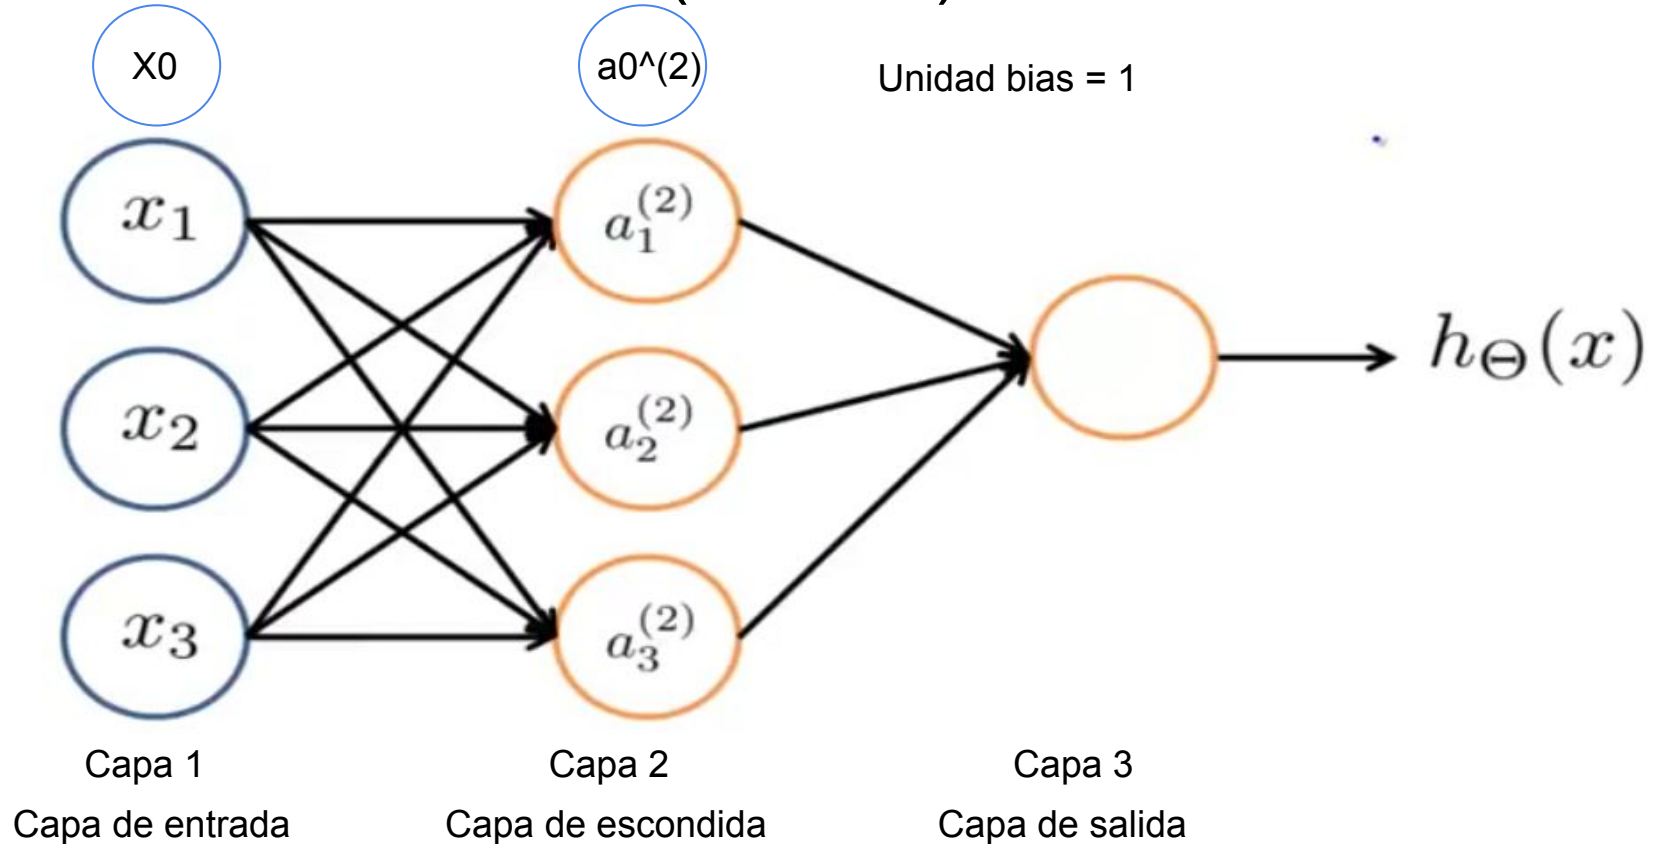 X0
a0^(2)
Unidad bias = 1
x₁
a₁⁽²⁾
x₂
a₂⁽²⁾
h_Θ(x)
x₃
a₃⁽²⁾
Capa 1
Capa 2
Capa 3
Capa de entrada
Capa de escondida
Capa de salida